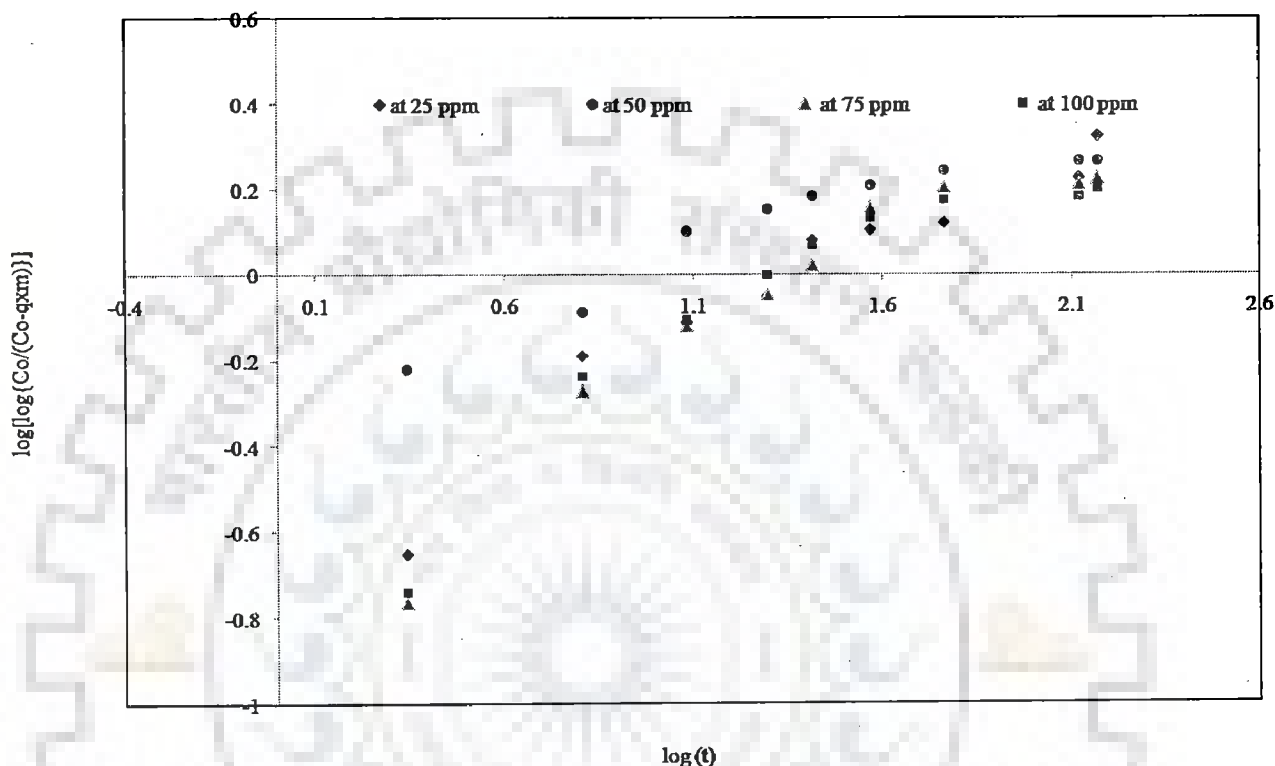 0.6
0.4
◆ at 25 ppm ● at 50 ppm ▲ at 75 ppm ■ at 100 ppm
0.2
0
-0.4 0.1 0.6 1.1 1.6 2.1 2.6
-0.2
-0.4
-0.6
-0.8
-1
log[log{Co/(Co-qxm)}]
log (t)